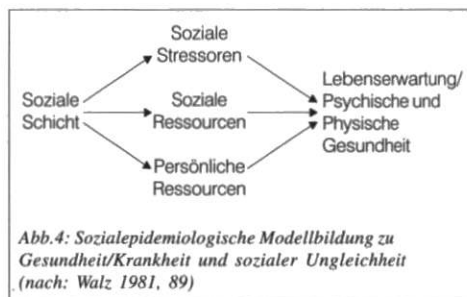 Soziale
Stressoren
Soziale
Schicht
Soziale
Ressourcen
Persönliche
Ressourcen
Lebenserwartung/
Psychische und
Physische
Gesundheit
Abb.4: Sozialepidemiologische Modellbildung zu
Gesundheit/Krankheit und sozialer Ungleichheit
(nach: Walz 1981, 89)